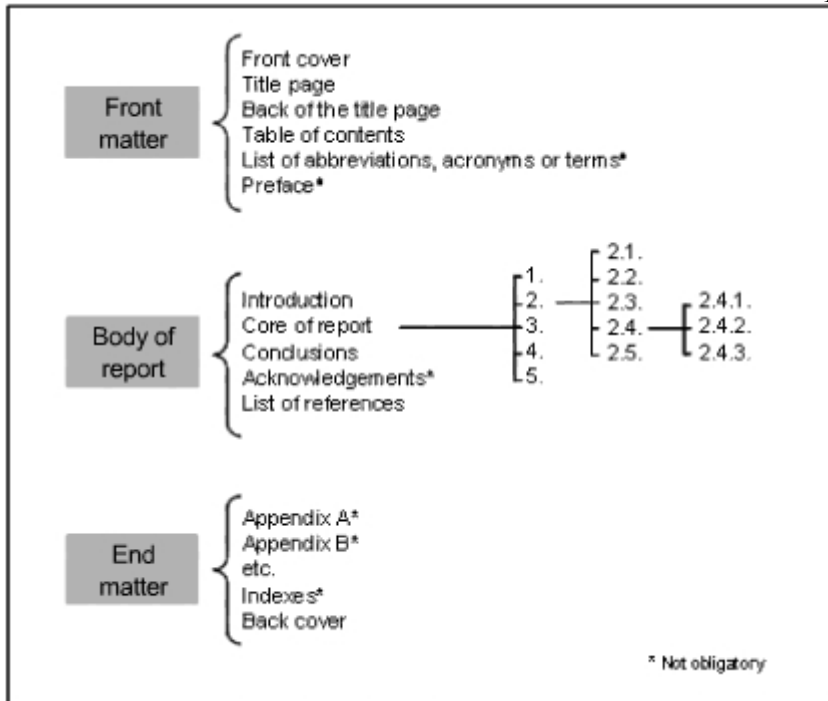 Front matter
Front cover
Title page
Back of the title page
Table of contents
List of abbreviations, acronyms or terms*
Preface*
Body of report
Introduction
Core of report
Conclusions
Acknowledgements*
List of references
1.
2.
3.
4.
5.
2.1.
2.2.
2.3.
2.4.
2.5.
2.4.1.
2.4.2.
2.4.3.
End matter
Appendix A*
Appendix B*
etc.
Indexes*
Back cover
* Not obligatory